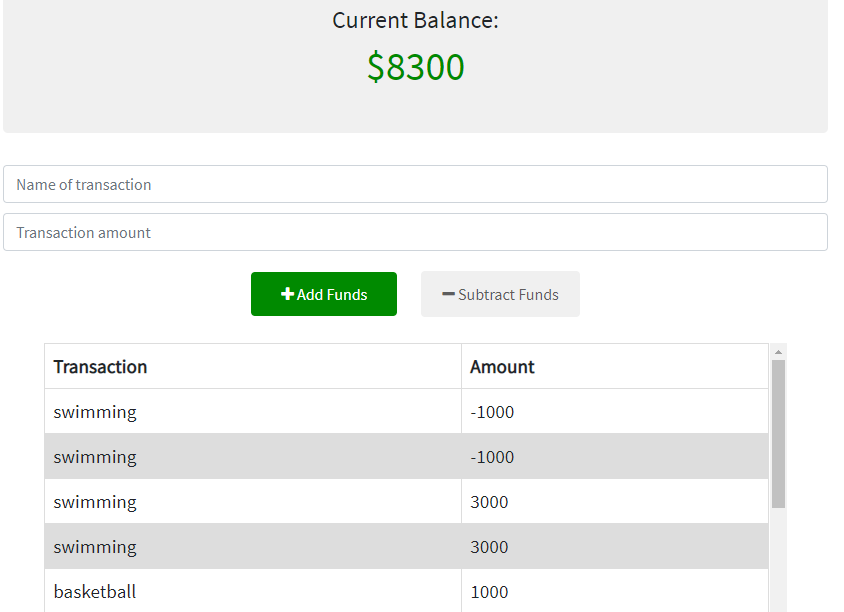 Current Balance:
$8300
Name of transaction
Transaction amount
Add Funds
Subtract Funds
Transaction Amount
swimming -1000
swimming -1000
swimming 3000
swimming 3000
basketball 1000